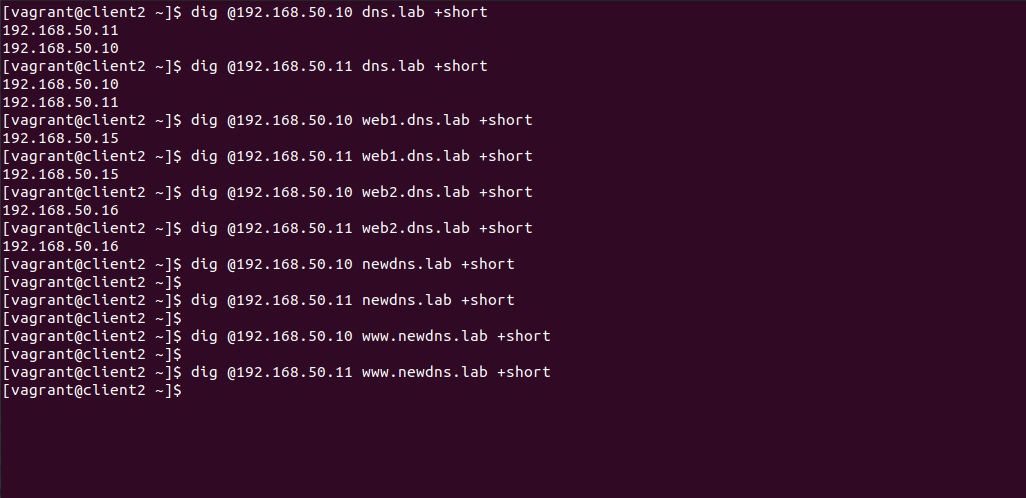 [vagrant@client2 ~]$ dig @192.168.50.10 dns.lab +short
192.168.50.11
192.168.50.10
[vagrant@client2 ~]$ dig @192.168.50.11 dns.lab +short
192.168.50.10
192.168.50.11
[vagrant@client2 ~]$ dig @192.168.50.10 web1.dns.lab +short
192.168.50.15
[vagrant@client2 ~]$ dig @192.168.50.11 web1.dns.lab +short
192.168.50.15
[vagrant@client2 ~]$ dig @192.168.50.10 web2.dns.lab +short
192.168.50.16
[vagrant@client2 ~]$ dig @192.168.50.11 web2.dns.lab +short
192.168.50.16
[vagrant@client2 ~]$ dig @192.168.50.10 newdns.lab +short
[vagrant@client2 ~]$
[vagrant@client2 ~]$ dig @192.168.50.11 newdns.lab +short
[vagrant@client2 ~]$
[vagrant@client2 ~]$ dig @192.168.50.10 www.newdns.lab +short
[vagrant@client2 ~]$
[vagrant@client2 ~]$ dig @192.168.50.11 www.newdns.lab +short
[vagrant@client2 ~]$